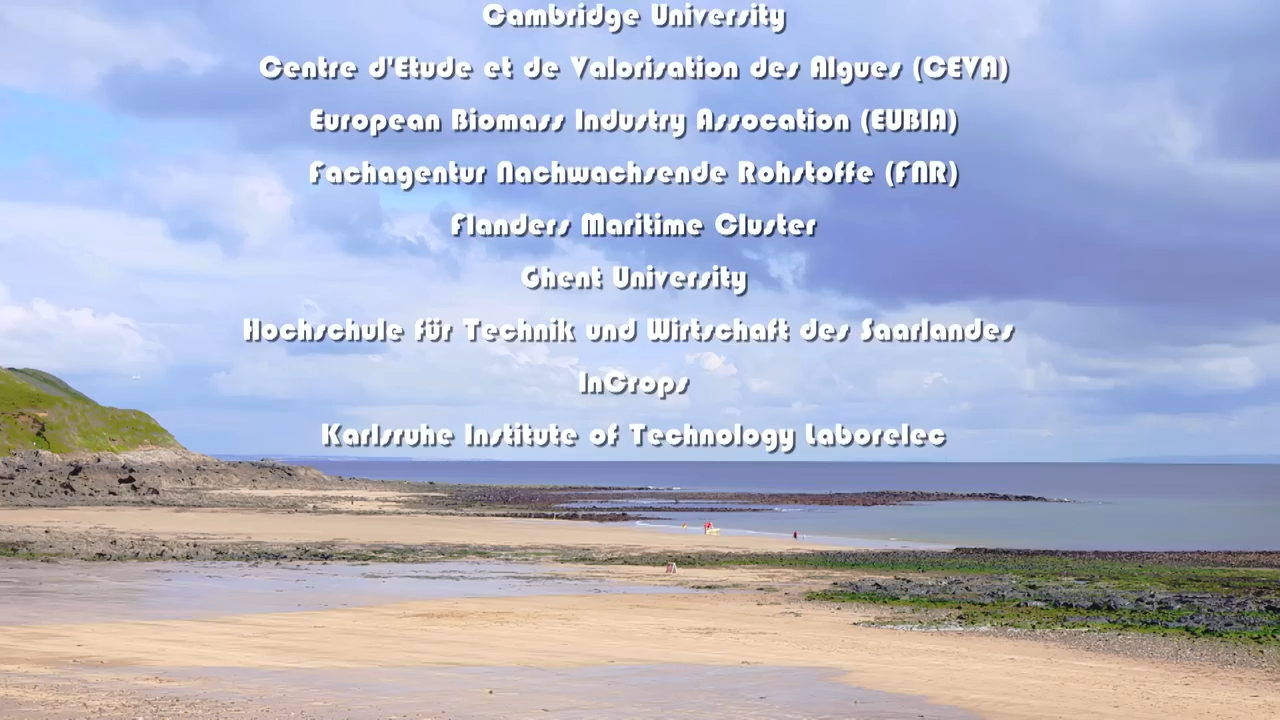 Cambridge University
Centre d'Etude et de Valorisation des Algues (CEVA)
European Biomass Industry Assocation (EUBIA)
Fachagentur Nachwachsende Rohstoffe (FNR)
Flanders Maritime Cluster
Ghent University
Hochschule für Technik und Wirtschaft des Saarlandes
InCrops
Karlsruhe Institute of Technology Laborelec